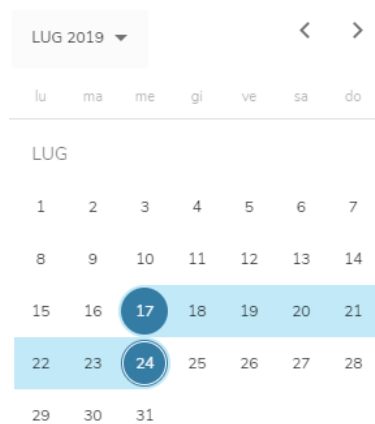 LUG 2019
lu ma me gi ve sa do
LUG
1 2 3 4 5 6 7
8 9 10 11 12 13 14
15 16 17 18 19 20 21
22 23 24 25 26 27 28
29 30 31